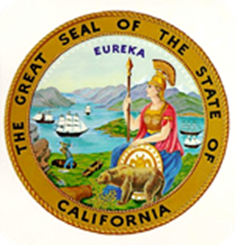 THE GREAT SEAL OF THE STATE OF CALIFORNIA
EUREKA